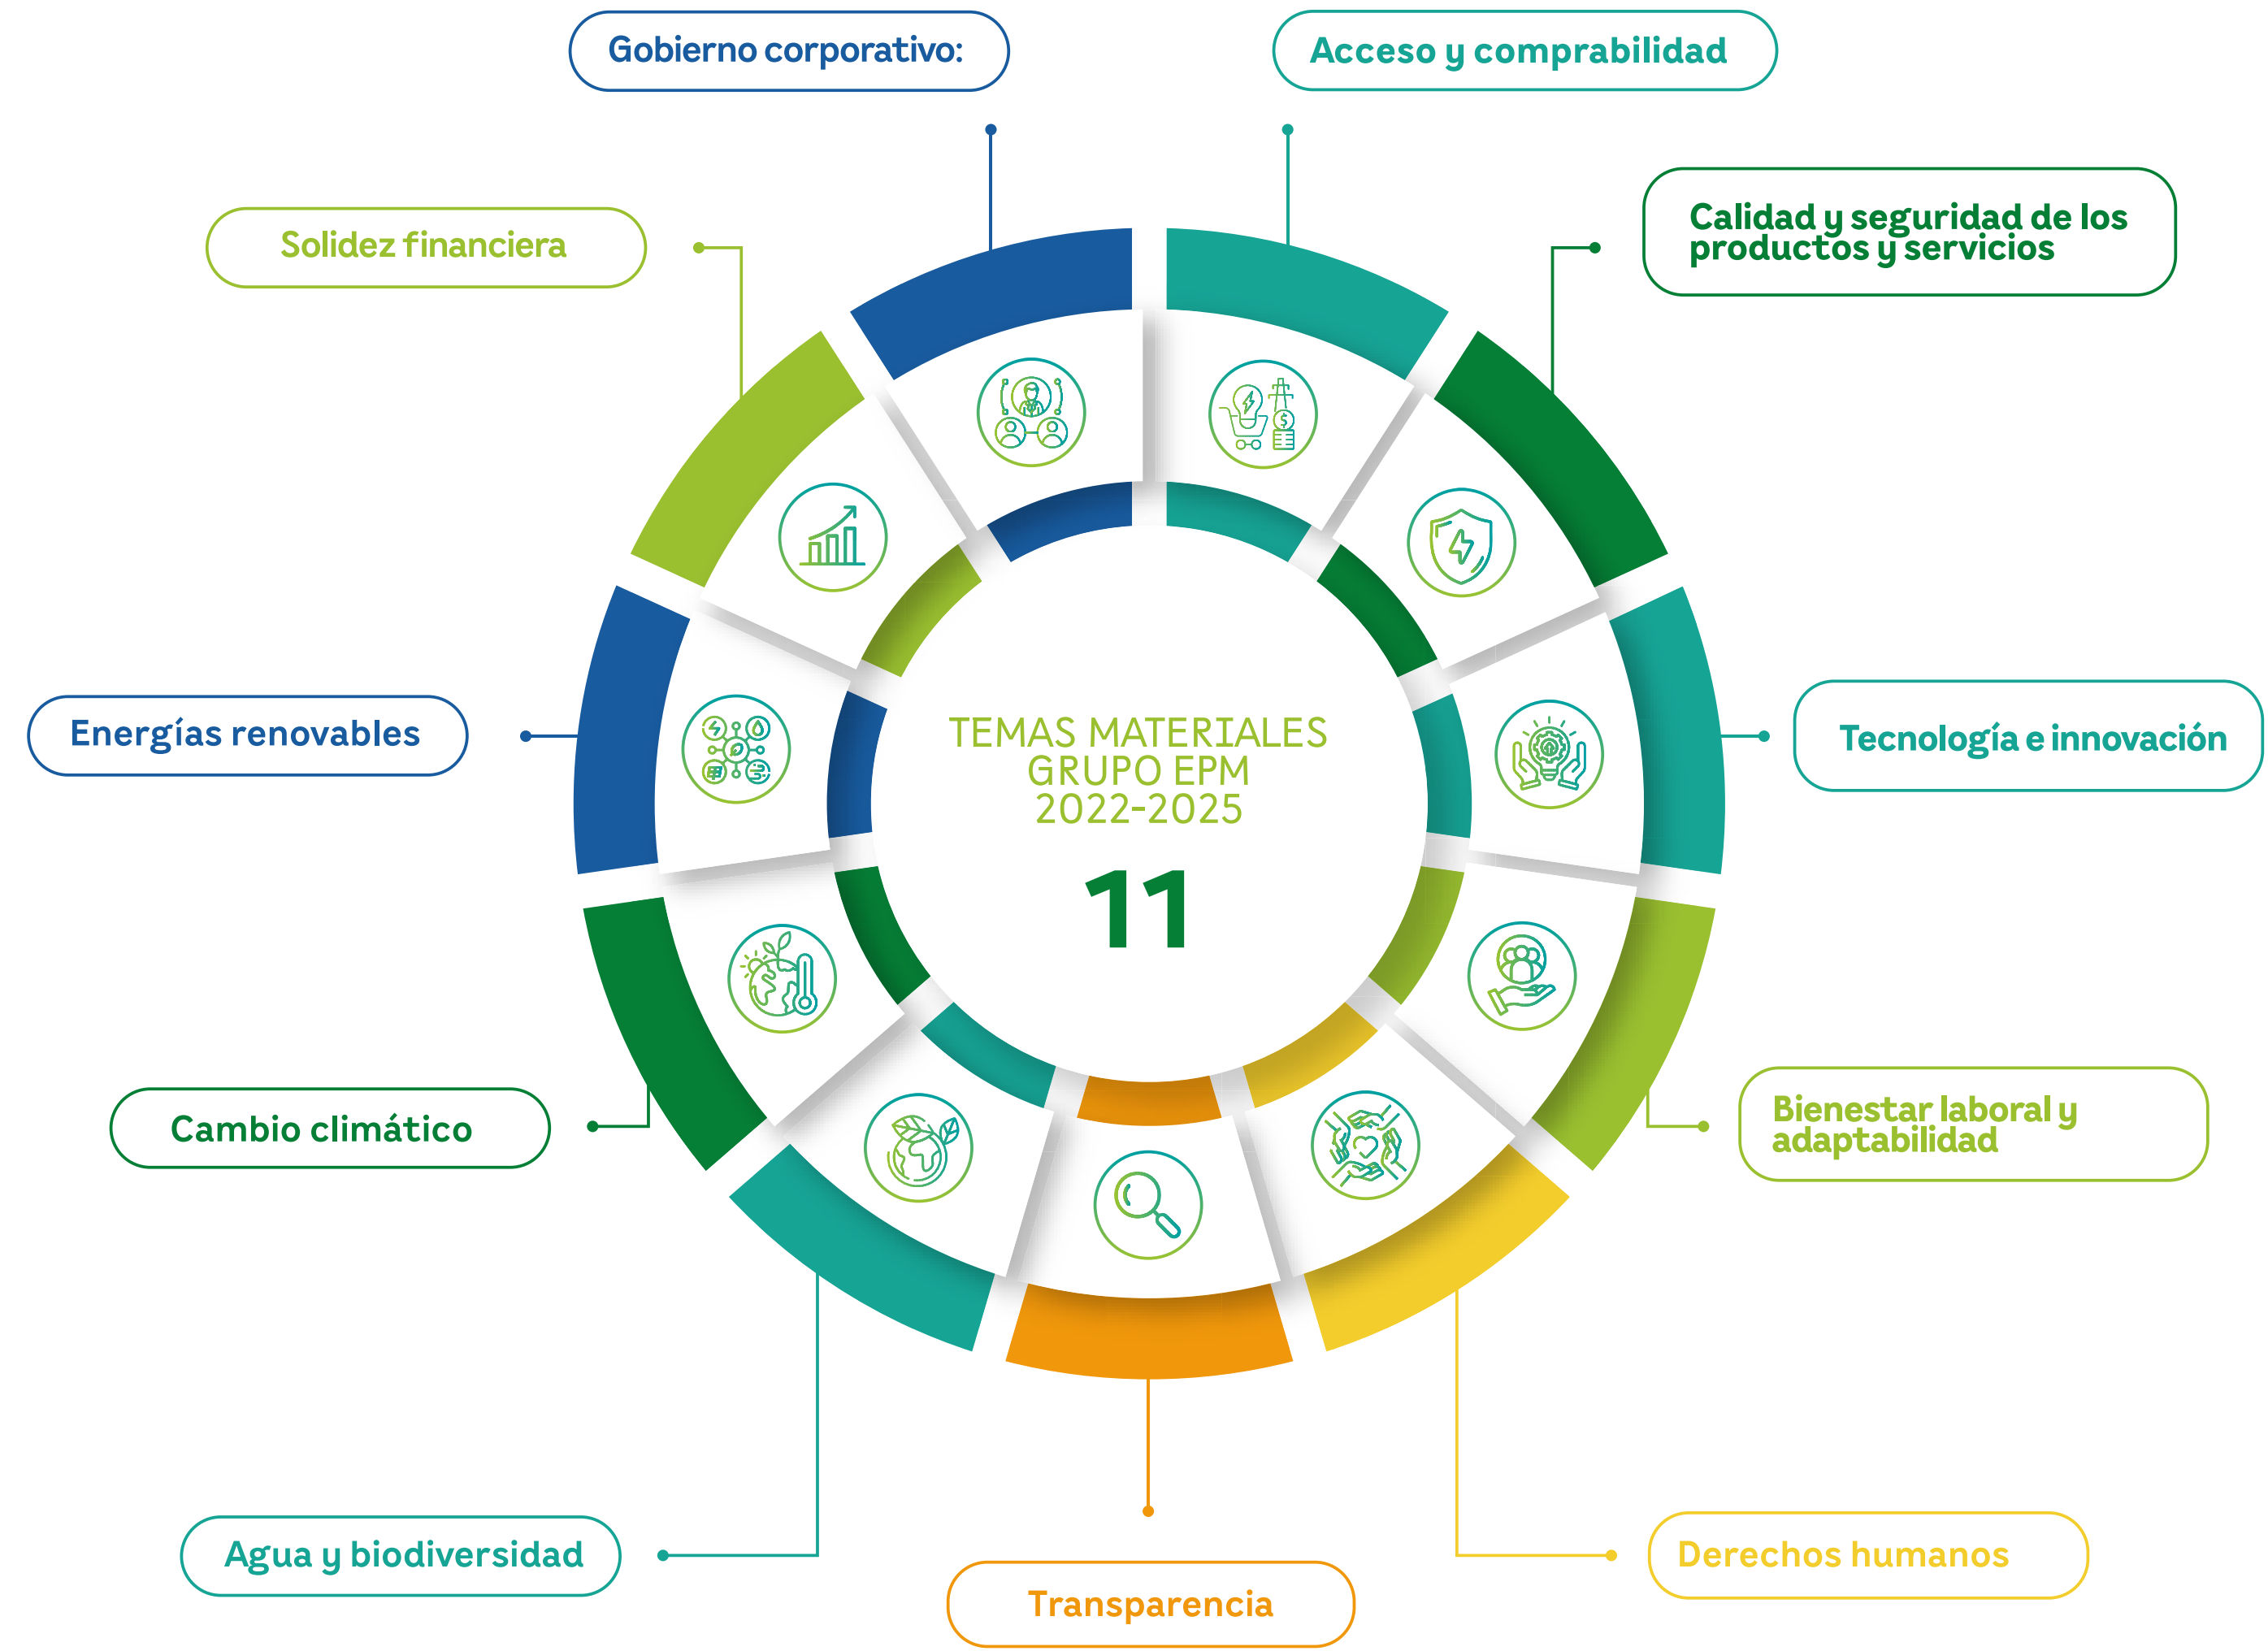 Gobierno corporativo:
Acceso y comprabilidad
Calidad y seguridad de los
productos y servicios
Solidez financiera
Energías renovables
TEMAS MATERIALES
GRUPO EPM
2022-2025
11
Tecnología e innovación
Cambio climático
Bienestar laboral y
adaptabilidad
Agua y biodiversidad
Transparencia
Derechos humanos